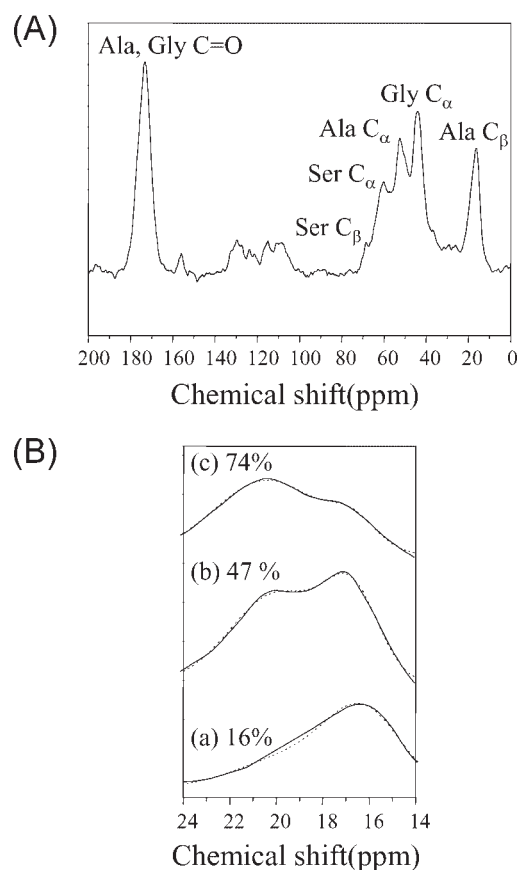 (A)
Ala, Gly C=O
Gly Cα
Ala Cα
Ala Cβ
Ser Cα
Ser Cβ
200 180 160 140 120 100 80 60 40 20 0
Chemical shift(ppm)
(B)
(c) 74%
(b) 47 %
(a) 16%
24 22 20 18 16 14
Chemical shift(ppm)